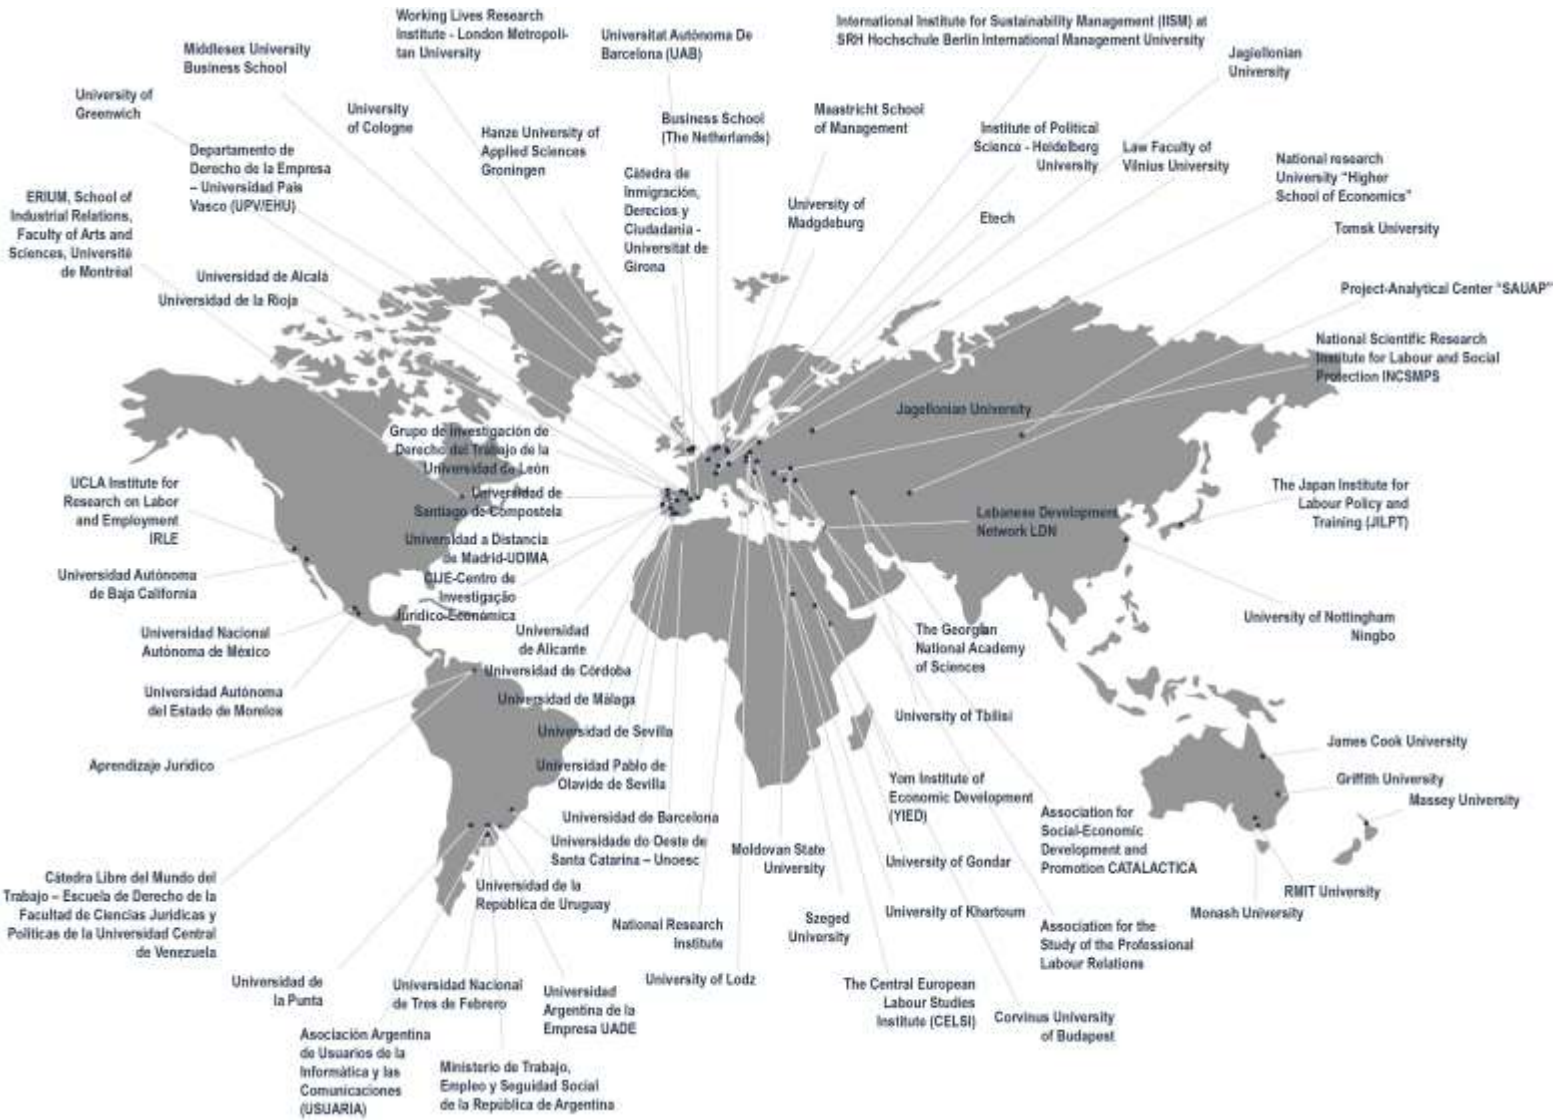 Working Lives Research
Institute - London Metropoli-
tan University
Middlesex University
Business School
Universitat Autònoma De
Barcelona (UAB)
International Institute for Sustainability Management (IISM) at
SRH Hochschule Berlin International Management University
Jagiellonian
University
University of
Greenwich
University
of Cologne
Hanze University of
Applied Sciences
Groningen
Business School
(The Netherlands)
Maastricht School
of Management
Institute of Political
Science - Heidelberg
University
Law Faculty of
Vilnius University
National research
University "Higher
School of Economics"
Departamento de
Derecho de la Empresa
– Universidad Pais
Vasco (UPV/EHU)
Cátedra de
Inmigración,
Derecios y
Ciudadania -
Universitat de
Girona
ERIUM, School of
Industrial Relations,
Faculty of Arts and
Sciences, Université
de Montréal
University of
Madgdeburg
Etech
Tomsk University
Universidad de Alcalá
Universidad de la Rioja
Project-Analytical Center "SAUAP"
National Scientific Research
Institute for Labour and Social
Protection INCSMPS
Jagellonian University
Grupo de Investigación de
Derecho del Trabajo de la
Universidad de León
UCLA Institute for
Research on Labor
and Employment
IRLE
Universidad de
Santiago de Compostela
The Japan Institute for
Labour Policy and
Training (JILPT)
Lebanese Development
Network LDN
Universidad a Distancia
de Madrid-UDIMA
Universidad Autónoma
de Baja California
CIJE-Centro de
Investigação
Jurídico-Económica
University of Nottingham
Ningbo
Universidad Nacional
Autónoma de México
Universidad
de Alicante
The Georgian
National Academy
of Sciences
Universidad de Córdoba
Universidad Autónoma
del Estado de Morelos
Universidad de Málaga
University of Tbilisi
Universidad de Sevilla
James Cook University
Aprendizaje Jurídico
Universidad Pablo de
Olavide de Sevilla
Yom Institute of
Economic Development
(YIED)
Griffith University
Massey University
Universidad de Barcelona
Association for
Social-Economic
Development and
Promotion CATALACTICA
Universidade do Oeste de
Santa Catarina – Unoesc
Moldovan State
University
University of Gondar
Cátedra Libre del Mundo del
Trabajo – Escuela de Derecho de la
Facultad de Ciencias Jurídicas y
Políticas de la Universidad Central
de Venezuela
Universidad de la
República de Uruguay
RMIT University
Monash University
National Research
Institute
Szeged
University
University of Khartoum
Association for the
Study of the Professional
Labour Relations
Universidad de
la Punta
Universidad Nacional
de Tres de Febrero
University of Lodz
Universidad
Argentina de la
Empresa UADE
The Central European
Labour Studies
Institute (CELSI)
Corvinus University
of Budapest
Asociación Argentina
de Usuarios de la
Informática y las
Comunicaciones
(USUARIA)
Ministerio de Trabajo,
Empleo y Seguidad Social
de la República de Argentina